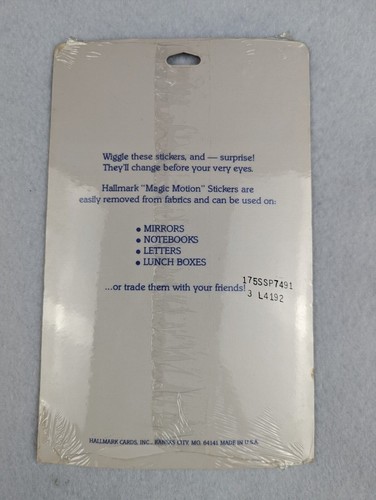 Wiggle these stickers, and — surprise!
They'll change before your very eyes.
Hallmark "Magic Motion" Stickers are
easily removed from fabrics and can be used on:
● MIRRORS
● NOTEBOOKS
● LETTERS
● LUNCH BOXES
...or trade them with your friends!
175SSP7491
3 L4192
HALLMARK CARDS, INC., KANSAS CITY, MO. 64141 MADE IN U.S.A.